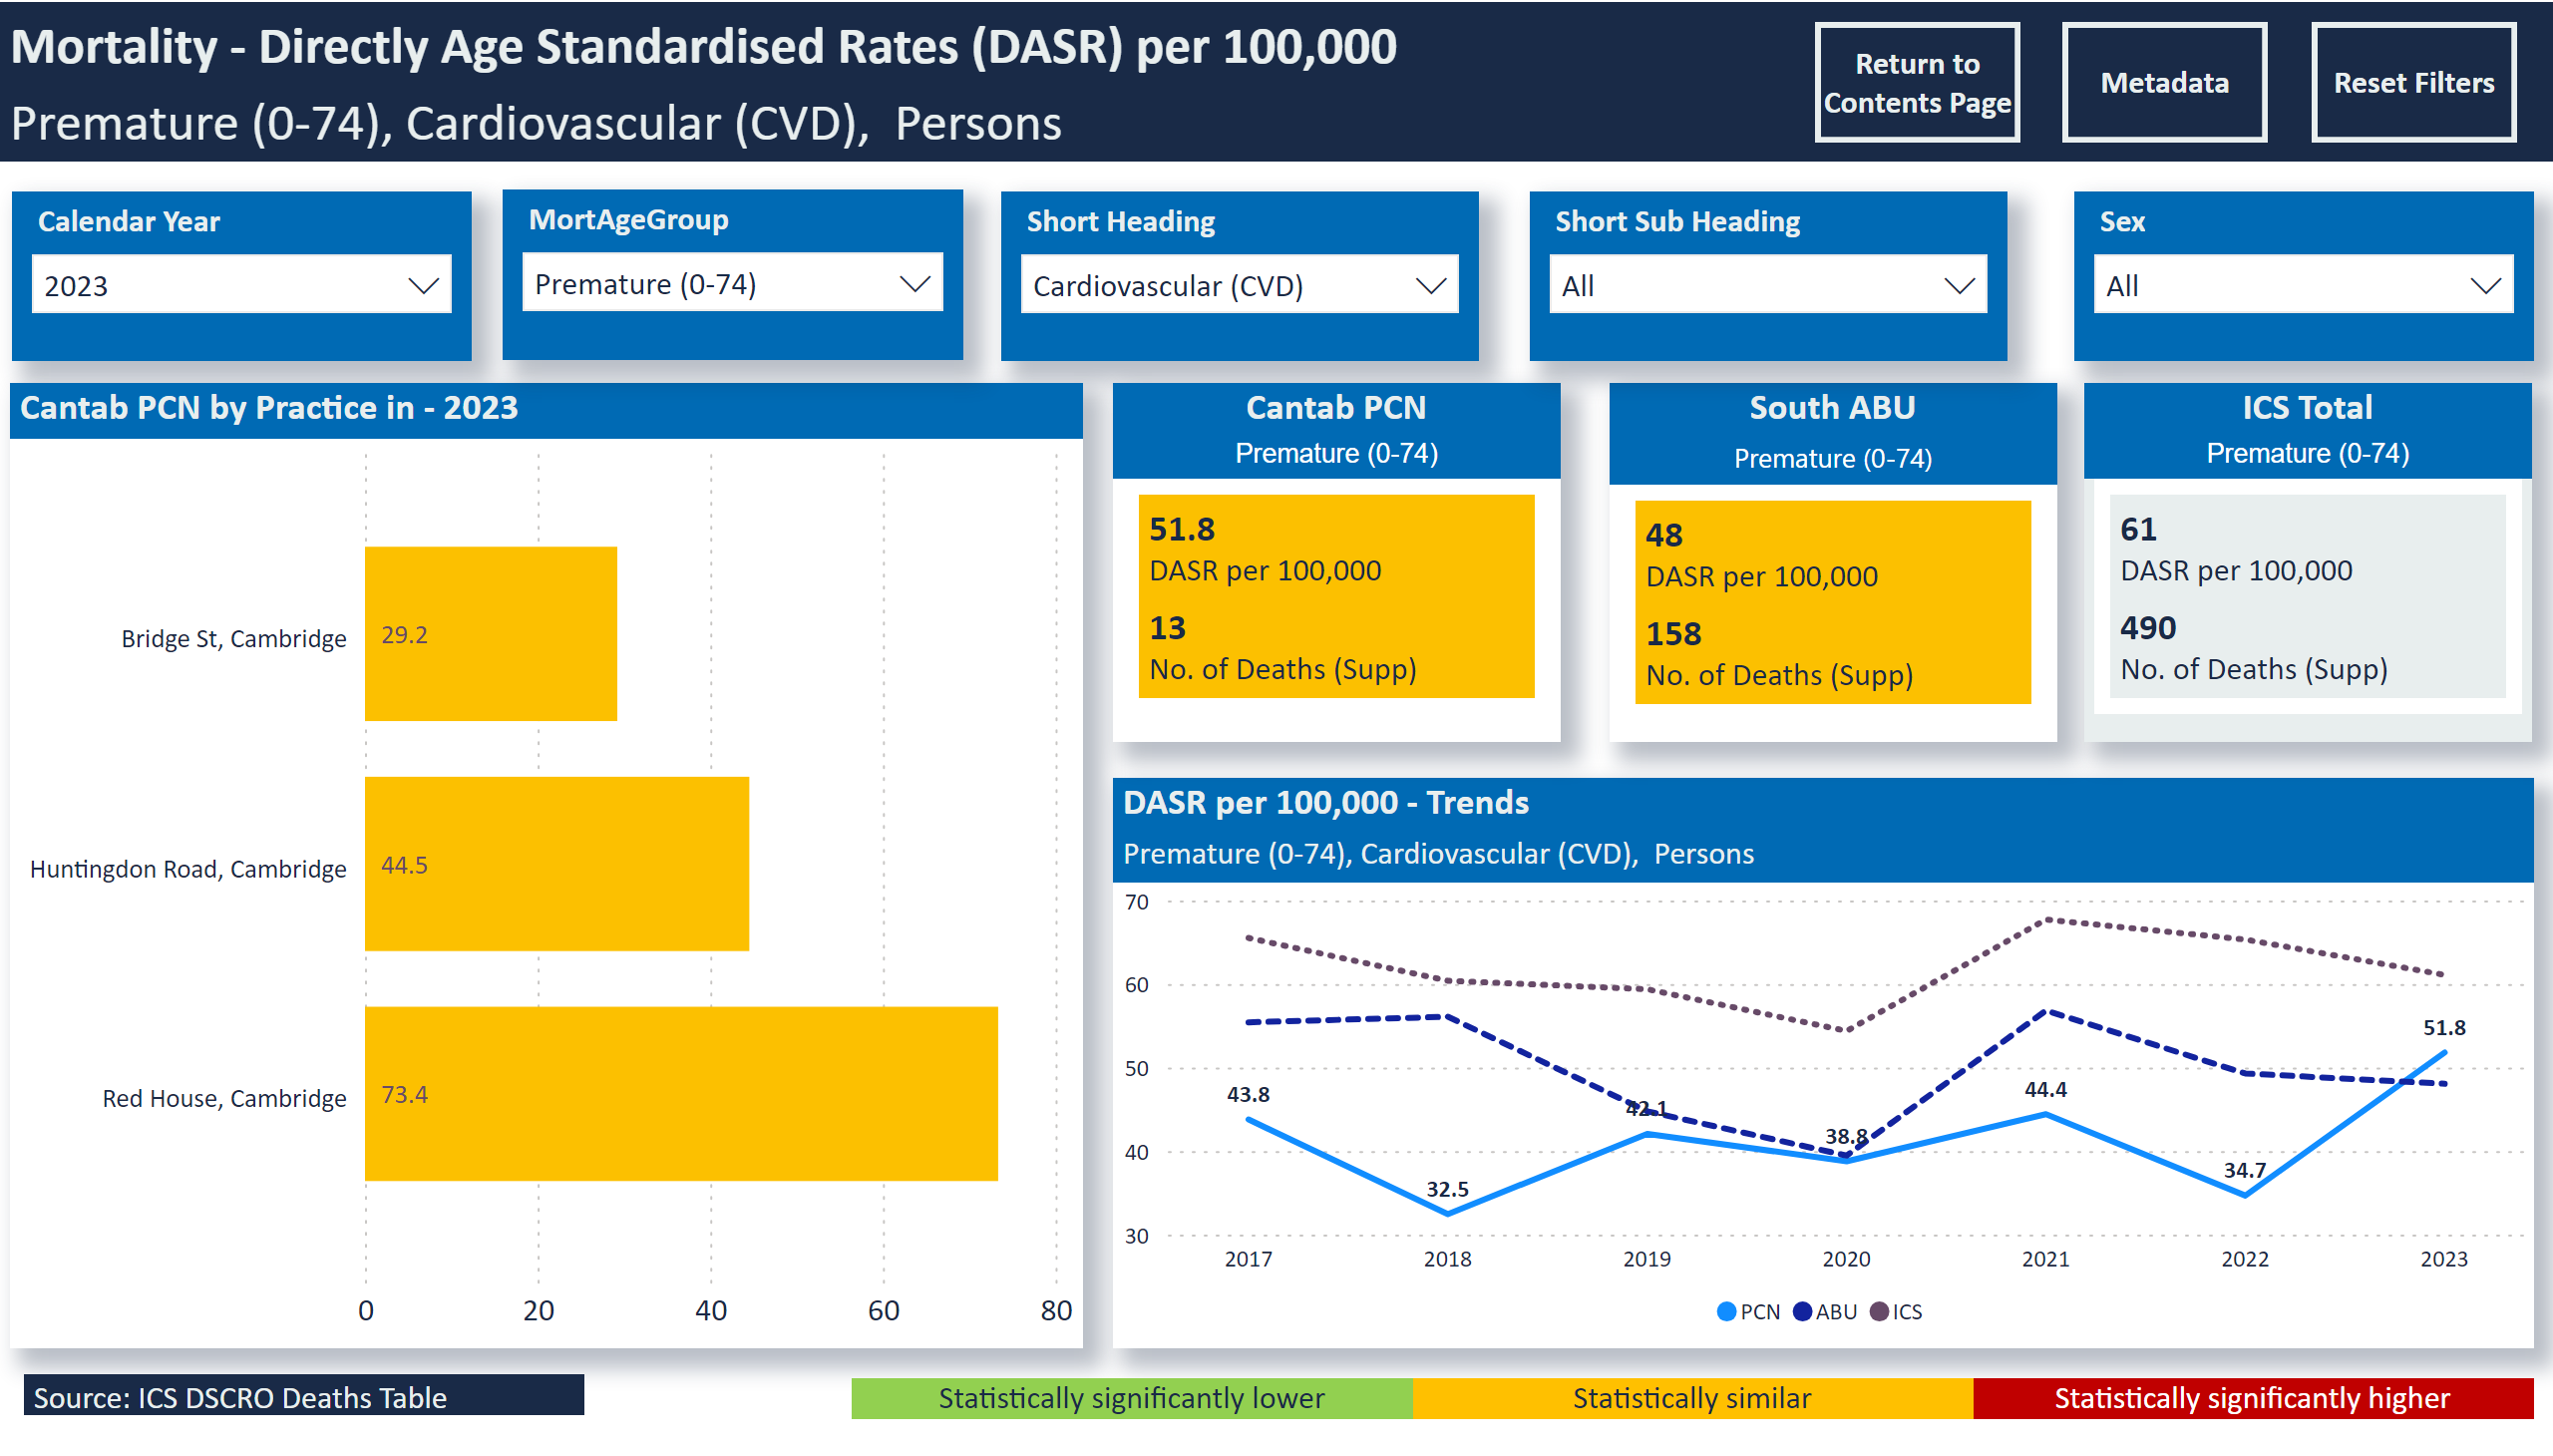 Mortality - Directly Age Standardised Rates (DASR) per 100,000
Premature (0-74), Cardiovascular (CVD),  Persons
Return to
Contents Page
Metadata
Reset Filters
Calendar Year
2023
MortAgeGroup
Premature (0-74)
Short Heading
Cardiovascular (CVD)
Short Sub Heading
All
Sex
All
Cantab PCN by Practice in - 2023
Bridge St, Cambridge
29.2
Huntingdon Road, Cambridge
44.5
Red House, Cambridge
73.4
0 20 40 60 80
Cantab PCN
Premature (0-74)
51.8
DASR per 100,000
13
No. of Deaths (Supp)
South ABU
Premature (0-74)
48
DASR per 100,000
158
No. of Deaths (Supp)
ICS Total
Premature (0-74)
61
DASR per 100,000
490
No. of Deaths (Supp)
DASR per 100,000 - Trends
Premature (0-74), Cardiovascular (CVD),  Persons
70
60
50
40
30
43.8
32.5
42.1
38.8
44.4
34.7
51.8
2017 2018 2019 2020 2021 2022 2023
PCN ABU ICS
Source: ICS DSCRO Deaths Table
Statistically significantly lower
Statistically similar
Statistically significantly higher